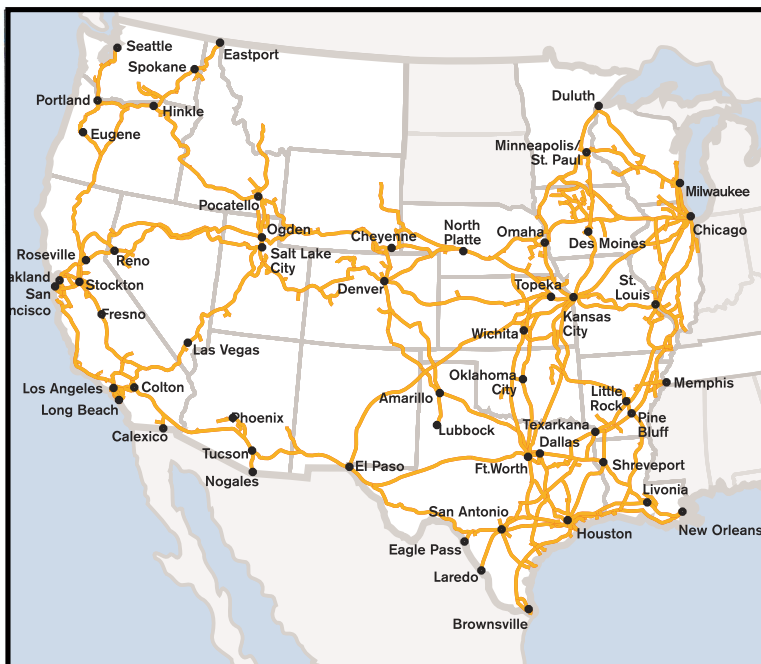 Seattle
Eastport
Spokane
Portland
Hinkle
Eugene
Duluth
Minneapolis/
St. Paul
Milwaukee
Pocatello
Ogden
Cheyenne
North
Platte
Omaha
Des Moines
Chicago
Roseville
Reno
Salt Lake
City
akland
San
ncisco
Stockton
Denver
Topeka
St.
Louis
Fresno
Kansas
City
Las Vegas
Wichita
Los Angeles
Colton
Long Beach
Oklahoma
City
Memphis
Amarillo
Little
Rock
Calexico
Phoenix
Lubbock
Texarkana
Pine
Bluff
Tucson
Dallas
Nogales
El Paso
Ft.Worth
Shreveport
Livonia
San Antonio
Houston
New Orleans
Eagle Pass
Laredo
Brownsville